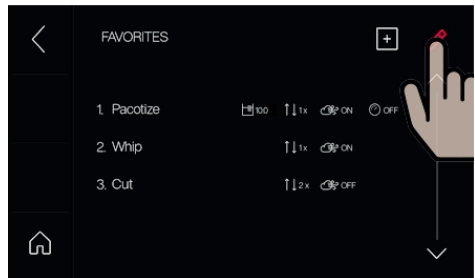 FAVORITES
1. Pacotize 100 1x ON OFF
2. Whip 1x ON
3. Cut 2x OFF